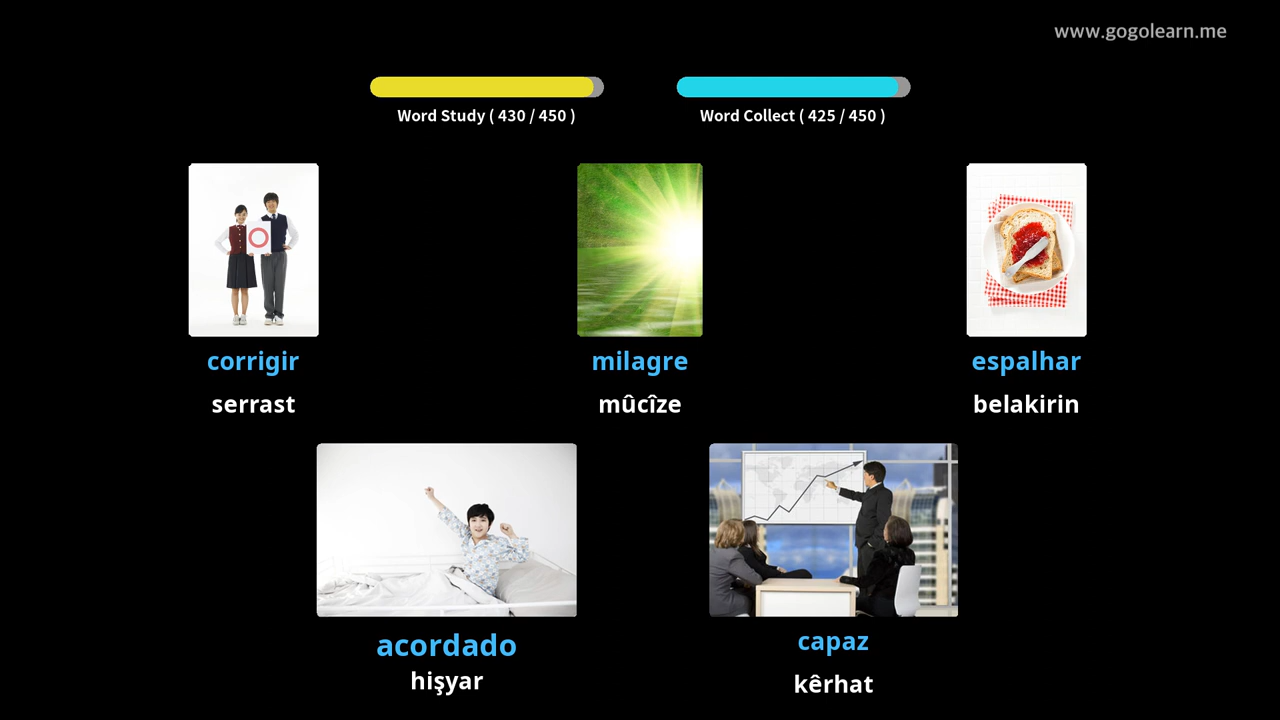 www.gogolearn.me
Word Study ( 430 / 450 )
Word Collect ( 425 / 450 )
corrigir
milagre
espalhar
serrast
mûcîze
belakirin
acordado
capaz
hişyar
kêrhat